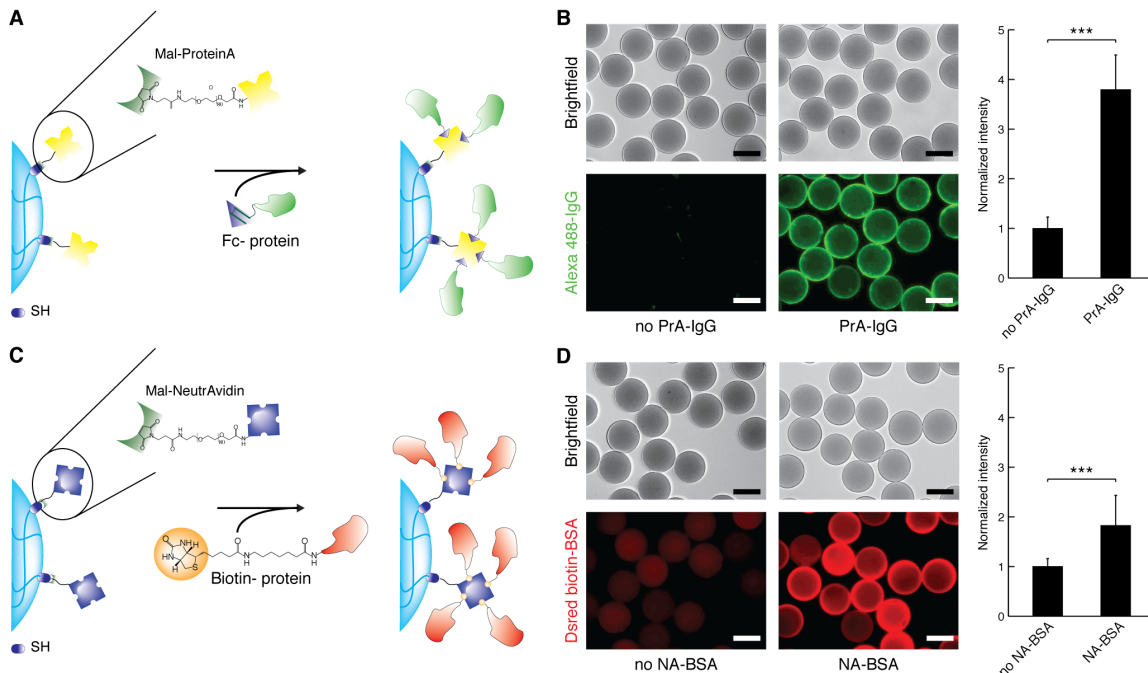 A
Mal-ProteinA
Fc- protein
SH
B
Brightfield
Alexa 488-IgG
no PrA-IgG
PrA-IgG
Normalized intensity
5
4
3
2
1
0
***
no PrA-IgG
PrA-IgG
C
Mal-NeutrAvidin
Biotin- protein
SH
D
Brightfield
Dsred biotin-BSA
no NA-BSA
NA-BSA
Normalized intensity
5
4
3
2
1
0
***
no NA-BSA
NA-BSA